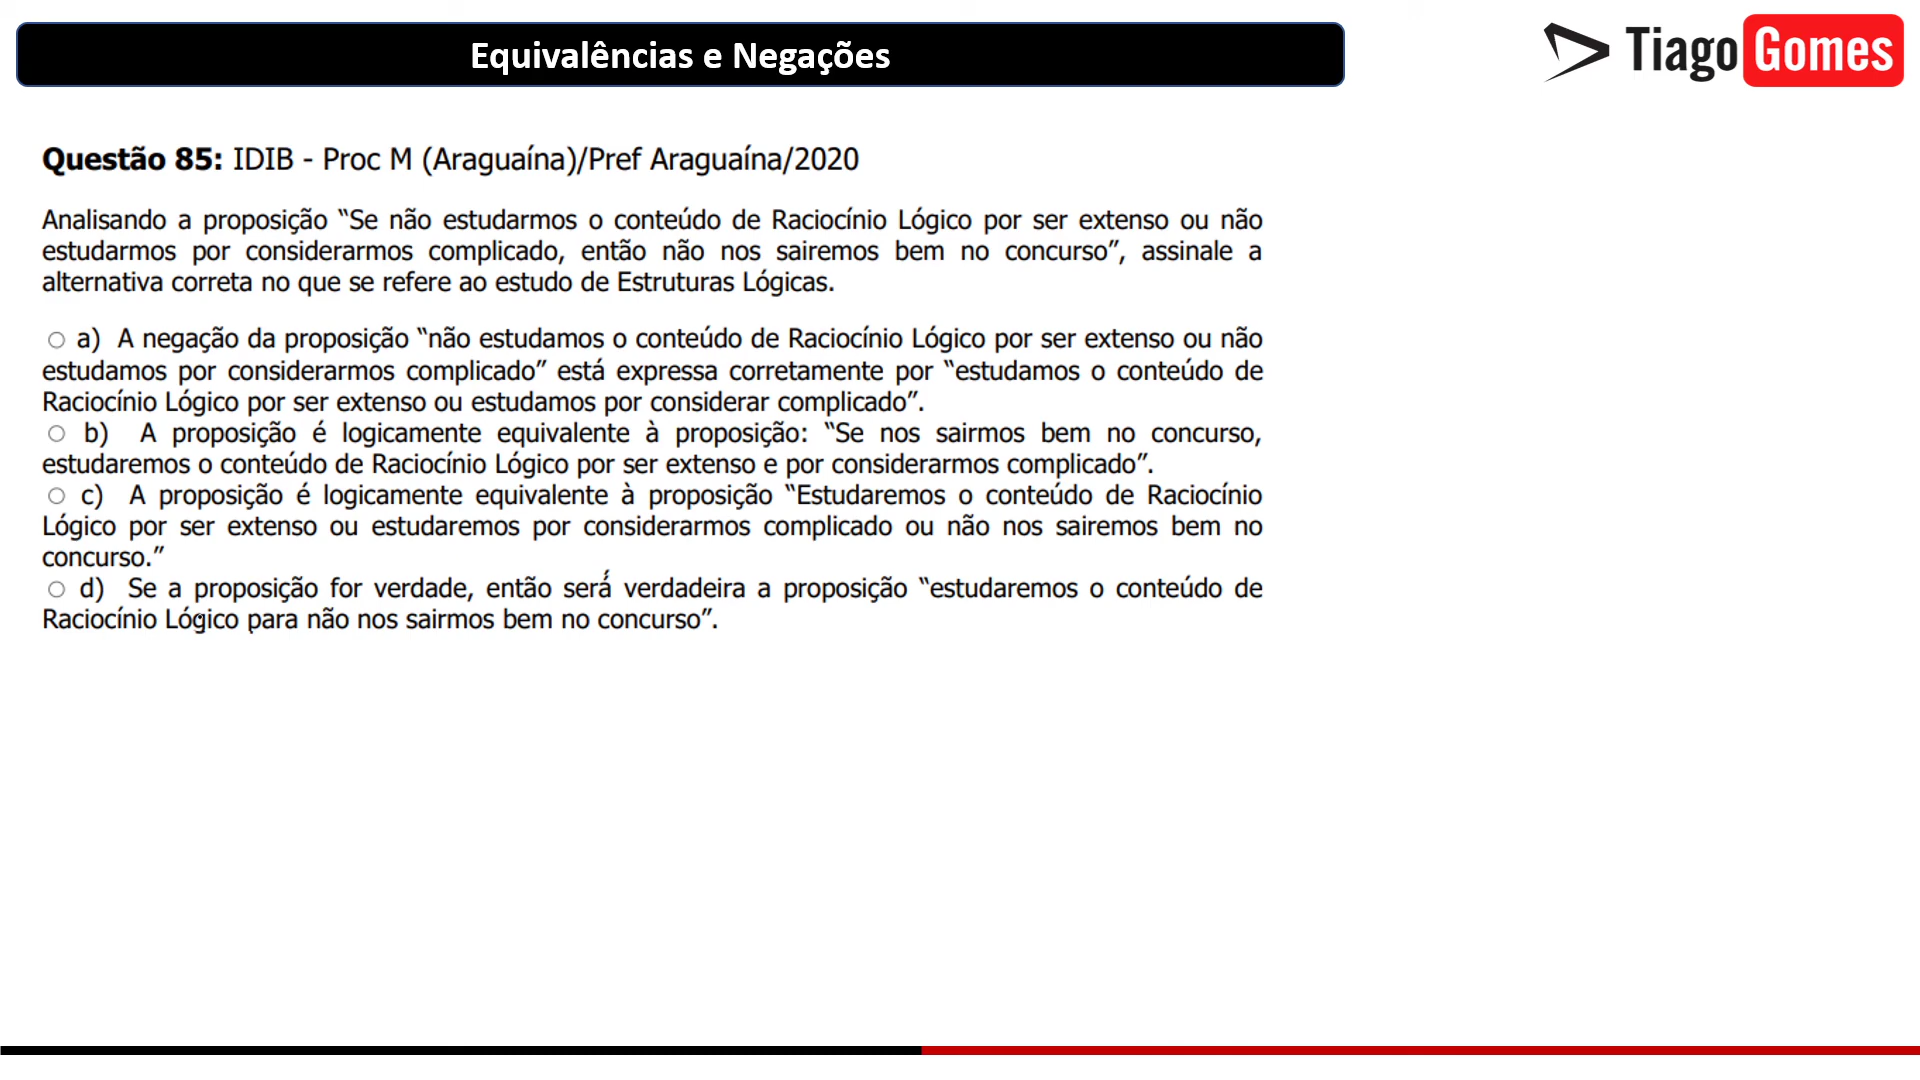 Equivalências e Negações
Tiago Gomes
Questão 85: IDIB - Proc M (Araguaína)/Pref Araguaína/2020
Analisando a proposição “Se não estudarmos o conteúdo de Raciocínio Lógico por ser extenso ou não
estudarmos por considerarmos complicado, então não nos sairemos bem no concurso”, assinale a
alternativa correta no que se refere ao estudo de Estruturas Lógicas.
a) A negação da proposição “não estudamos o conteúdo de Raciocínio Lógico por ser extenso ou não
estudamos por considerarmos complicado” está expressa corretamente por “estudamos o conteúdo de
Raciocínio Lógico por ser extenso ou estudamos por considerar complicado”.
b) A proposição é logicamente equivalente à proposição: “Se nos sairmos bem no concurso,
estudaremos o conteúdo de Raciocínio Lógico por ser extenso e por considerarmos complicado”.
c) A proposição é logicamente equivalente à proposição “Estudaremos o conteúdo de Raciocínio
Lógico por ser extenso ou estudaremos por considerarmos complicado ou não nos sairemos bem no
concurso.”
d) Se a proposição for verdade, então será verdadeira a proposição “estudaremos o conteúdo de
Raciocínio Lógico para não nos sairmos bem no concurso”.